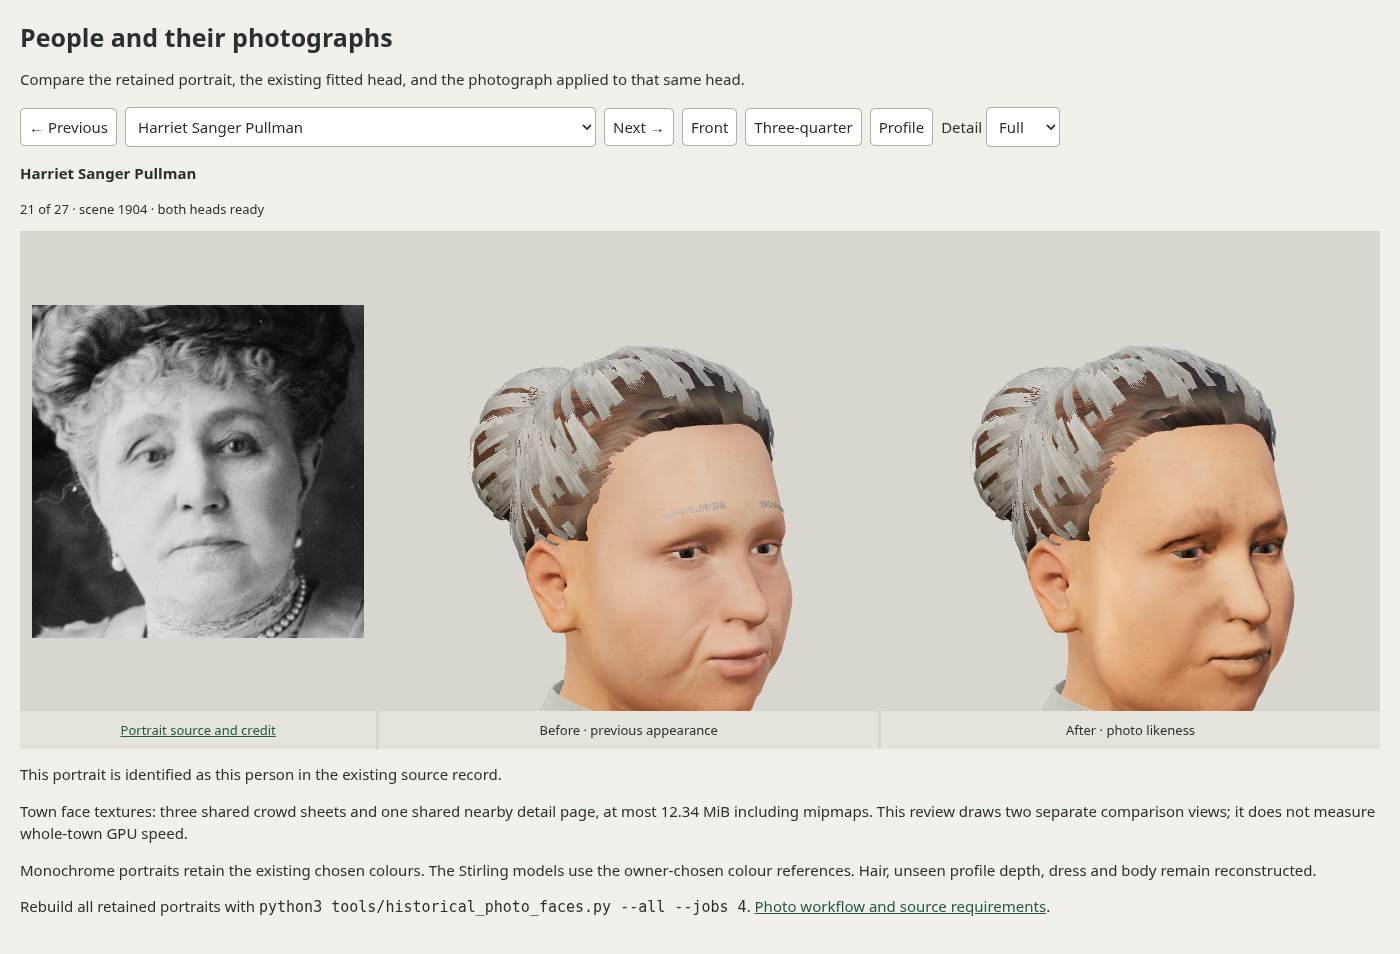 People and their photographs
Compare the retained portrait, the existing fitted head, and the photograph applied to that same head.
← Previous
Harriet Sanger Pullman
Next →
Front
Three-quarter
Profile
Detail
Full
Harriet Sanger Pullman
21 of 27 · scene 1904 · both heads ready
Portrait source and credit
Before · previous appearance
After · photo likeness
This portrait is identified as this person in the existing source record.
Town face textures: three shared crowd sheets and one shared nearby detail page, at most 12.34 MiB including mipmaps. This review draws two separate comparison views; it does not measure
whole-town GPU speed.
Monochrome portraits retain the existing chosen colours. The Stirling models use the owner-chosen colour references. Hair, unseen profile depth, dress and body remain reconstructed.
Rebuild all retained portraits with python3 tools/historical_photo_faces.py --all --jobs 4. Photo workflow and source requirements.